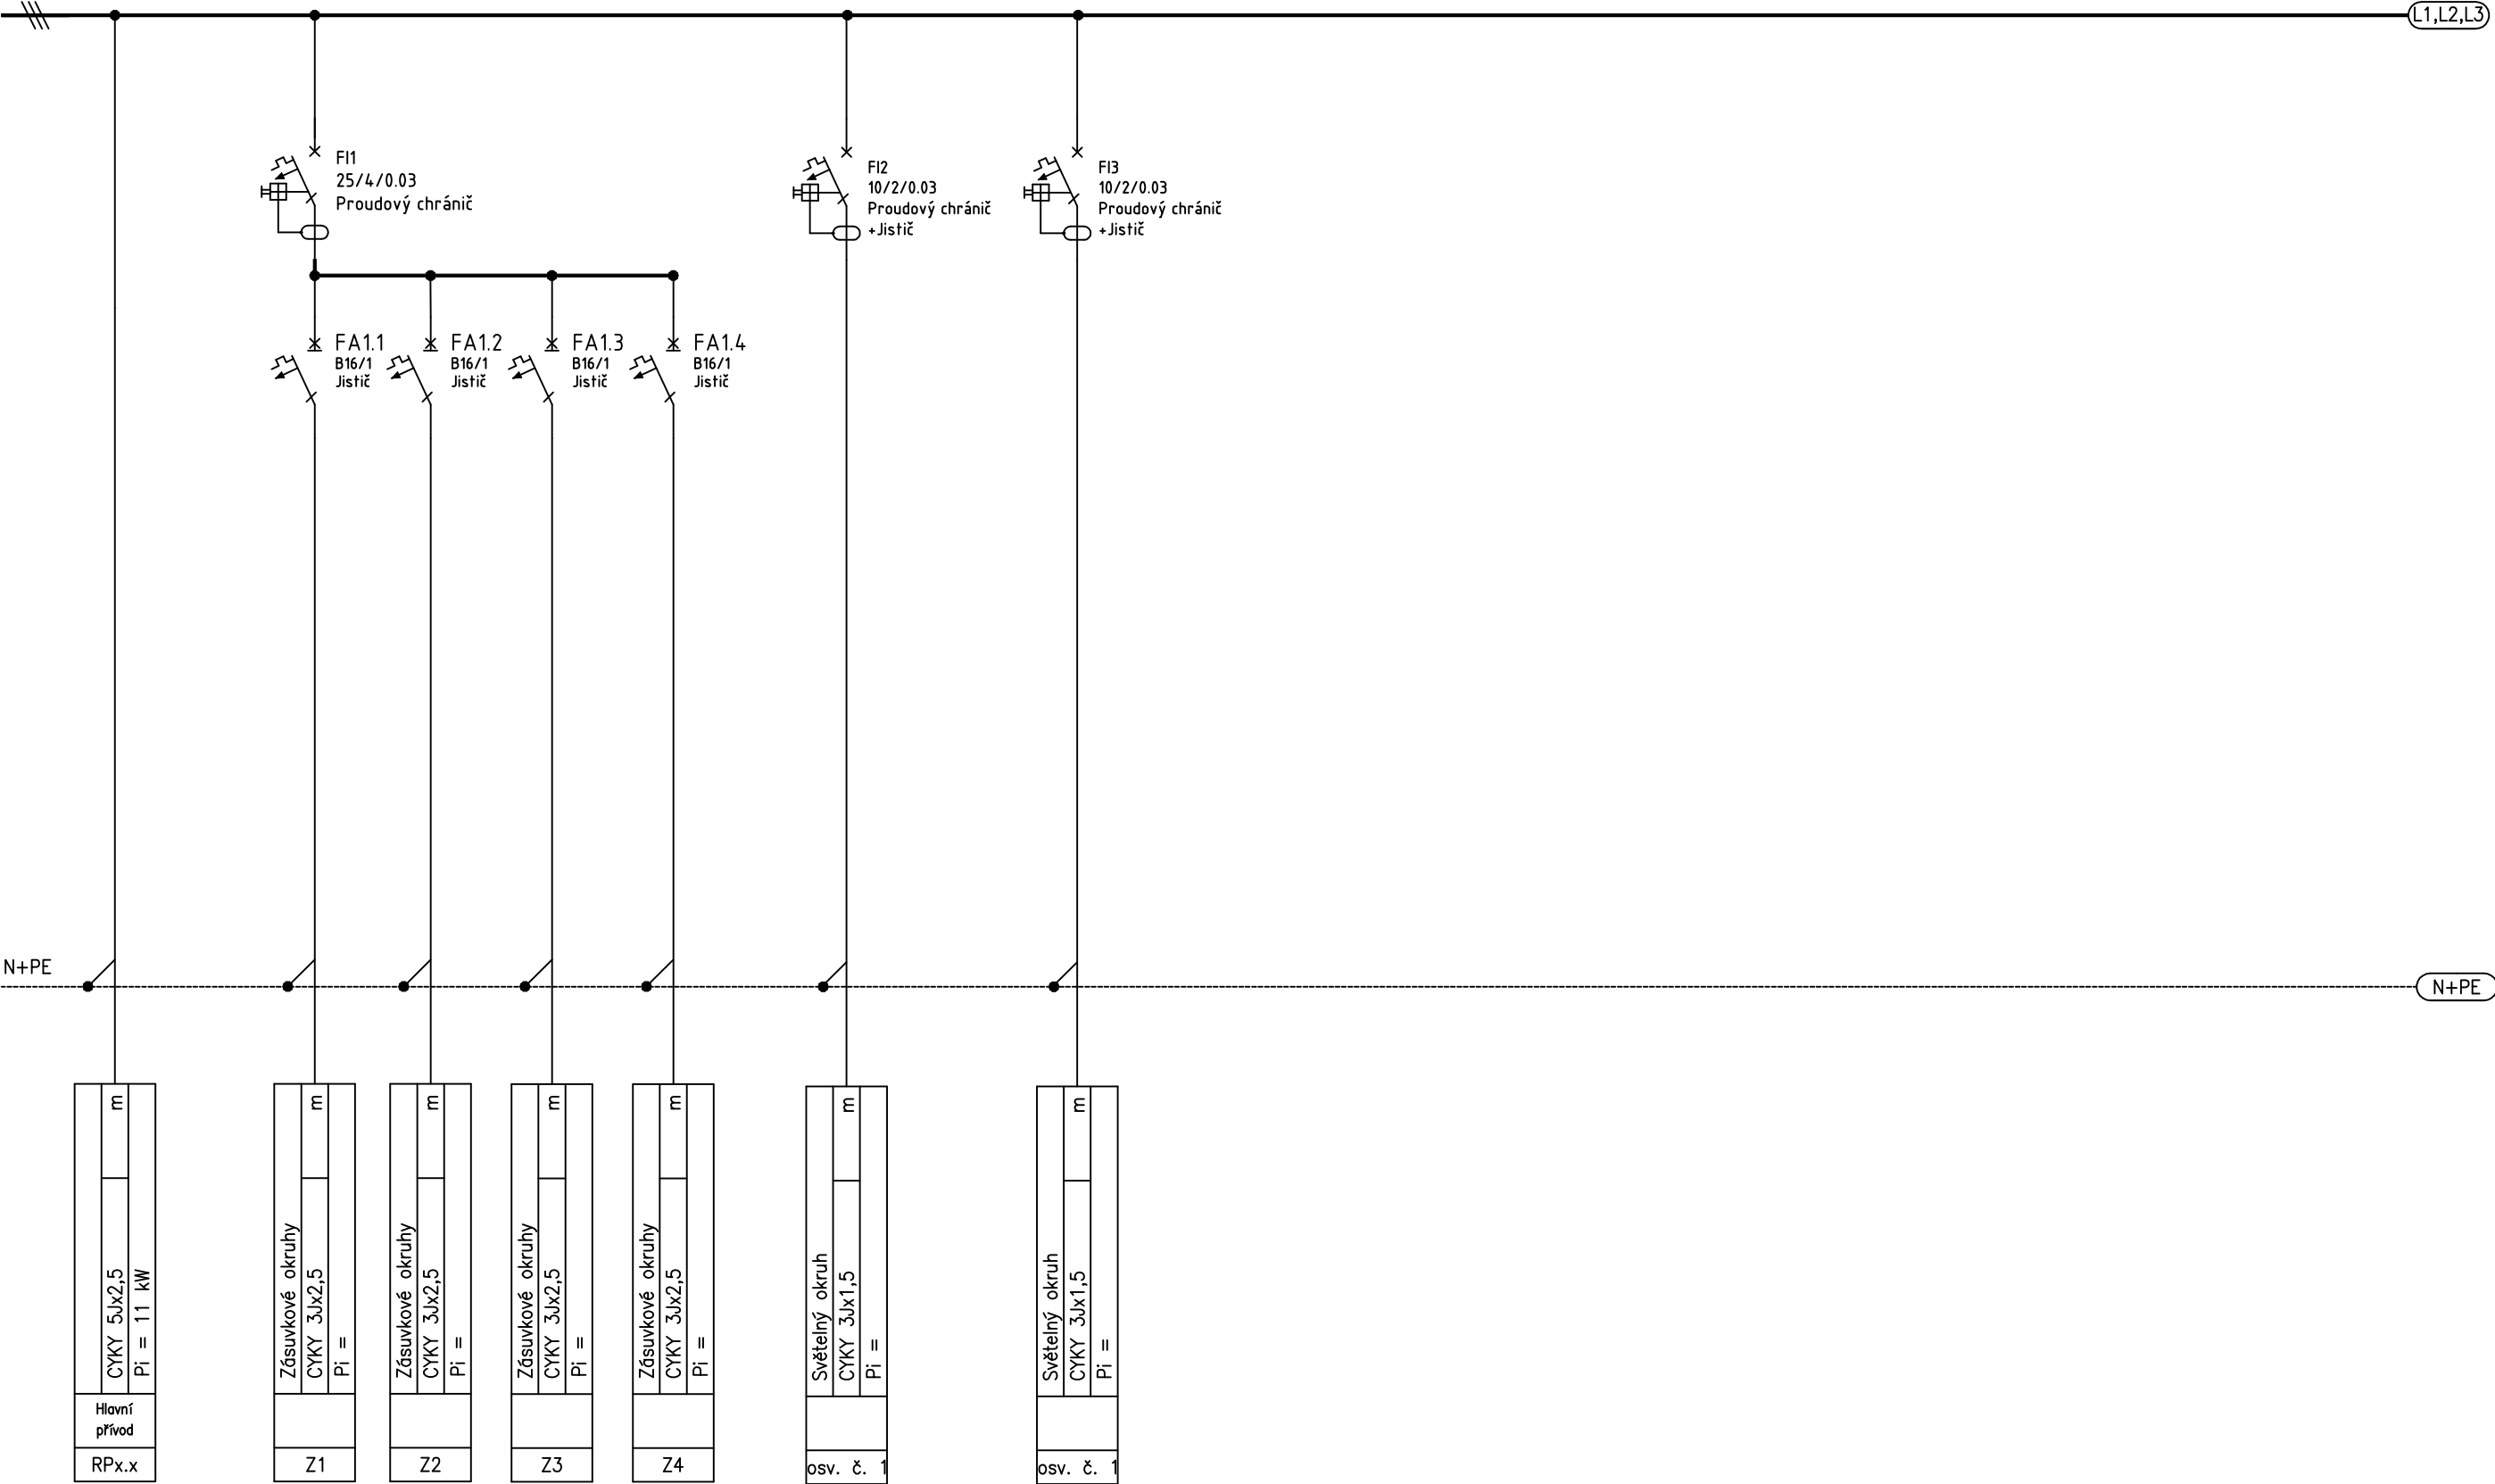 L1,L2,L3
FI1
25/4/0.03
Proudový chránič
FI2
10/2/0.03
Proudový chránič
+Jistič
FI3
10/2/0.03
Proudový chránič
+Jistič
FA1.1
B16/1
Jistič
FA1.2
B16/1
Jistič
FA1.3
B16/1
Jistič
FA1.4
B16/1
Jistič
N+PE
N+PE
CYKY 5Jx2,5
m
Pi = 11 kW
Hlavní
přívod
RPx.x
Zásuvkové okruhy
CYKY 3Jx2,5
m
Pi =
Z1
Zásuvkové okruhy
CYKY 3Jx2,5
m
Pi =
Z2
Zásuvkové okruhy
CYKY 3Jx2,5
m
Pi =
Z3
Zásuvkové okruhy
CYKY 3Jx2,5
m
Pi =
Z4
Světelný okruh
CYKY 3Jx1,5
m
Pi =
osv. č. 1
Světelný okruh
CYKY 3Jx1,5
m
Pi =
osv. č. 1